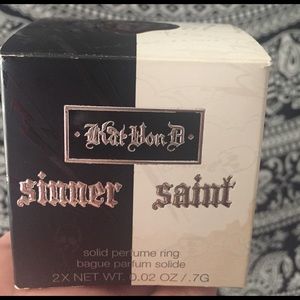 · Kat Von D ·
sinner saint
solid perfume ring
bague parfum solide
2X NET WT. 0.02 OZ / .7G